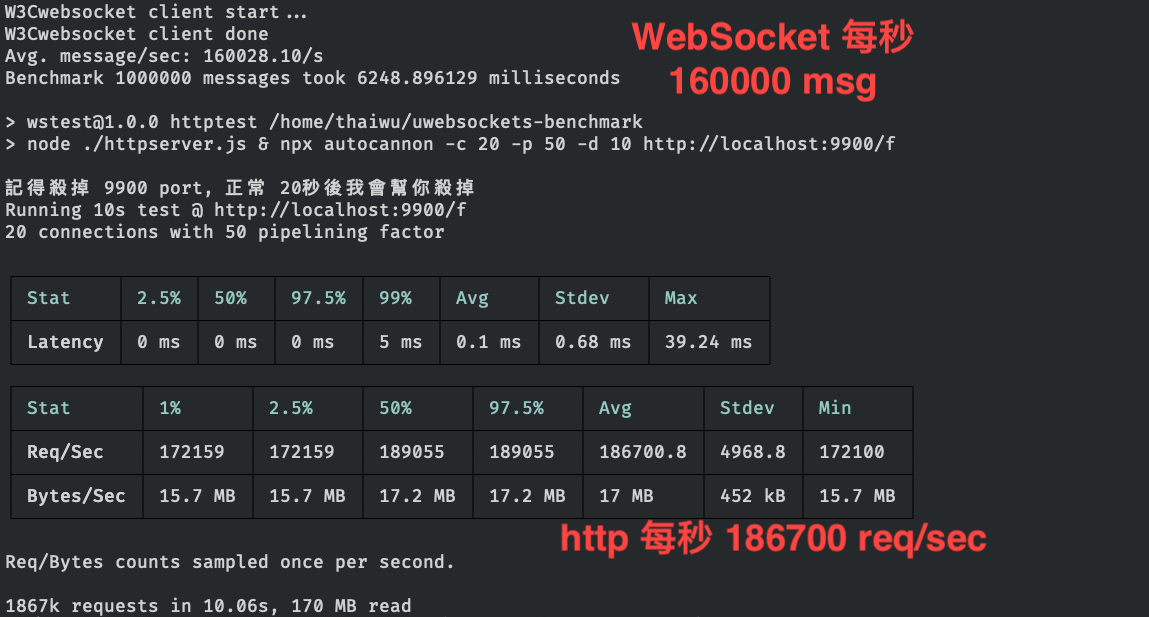 W3Cwebsocket client start...
W3Cwebsocket client done
Avg. message/sec: 160028.10/s
Benchmark 1000000 messages took 6248.896129 milliseconds
WebSocket 每秒
160000 msg
> wstest@1.0.0 httptest /home/thaiwu/uwebsockets-benchmark
> node ./httpserver.js & npx autocannon -c 20 -p 50 -d 10 http://localhost:9900/f
記得殺掉 9900 port, 正常 20秒後我會幫你殺掉
Running 10s test @ http://localhost:9900/f
20 connections with 50 pipelining factor
Stat 2.5% 50% 97.5% 99% Avg Stdev Max
Latency 0 ms 0 ms 0 ms 5 ms 0.1 ms 0.68 ms 39.24 ms
Stat 1% 2.5% 50% 97.5% Avg Stdev Min
Req/Sec 172159 172159 189055 189055 186700.8 4968.8 172100
Bytes/Sec 15.7 MB 15.7 MB 17.2 MB 17.2 MB 17 MB 452 kB 15.7 MB
http 每秒 186700 req/sec
Req/Bytes counts sampled once per second.
1867k requests in 10.06s, 170 MB read